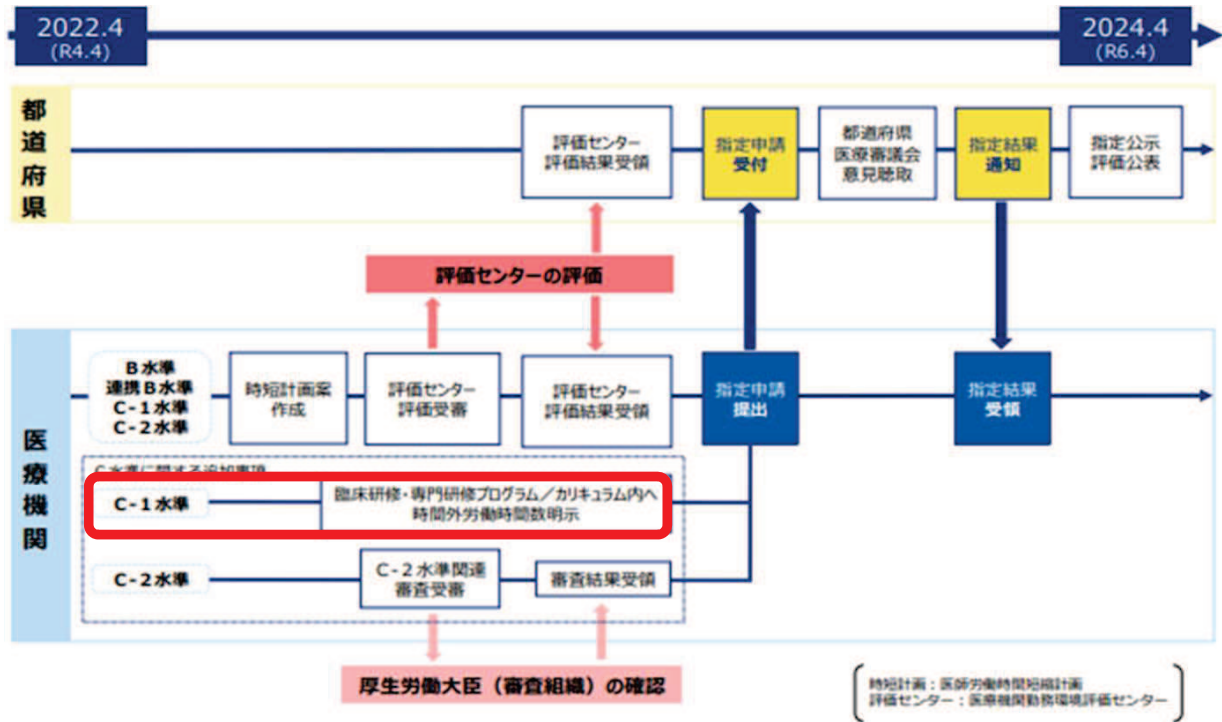 2022.4
(R4.4)
2024.4
(R6.4)
都道府県
評価センター
評価結果受領
指定申請
受付
都道府県
医療審議会
意見聴取
指定結果
通知
指定公示
評価公表
評価センターの評価
医療機関
B水準
連携B水準
C-1水準
C-2水準
時短計画案
作成
評価センター
評価受審
評価センター
評価結果受領
指定申請
提出
指定結果
受領
C水準に関する追加事項
C-1水準
臨床研修・専門研修プログラム/カリキュラム内へ
時間外労働時間数明示
C-2水準
C-2水準関連
審査受審
審査結果受領
厚生労働大臣（審査組織）の確認
時短計画：医師労働時間短縮計画
評価センター：医療機関勤務環境評価センター